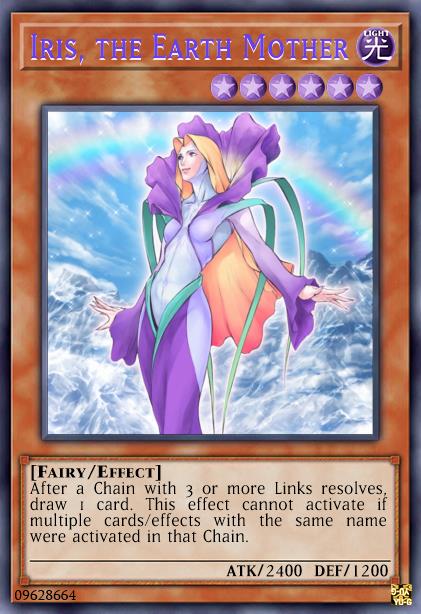 IRIS, THE EARTH MOTHER
LIGHT
光
[FAIRY/EFFECT]
After a Chain with 3 or more Links resolves,
draw 1 card. This effect cannot activate if
multiple cards/effects with the same name
were activated in that Chain.
ATK/2400 DEF/1200
09628664